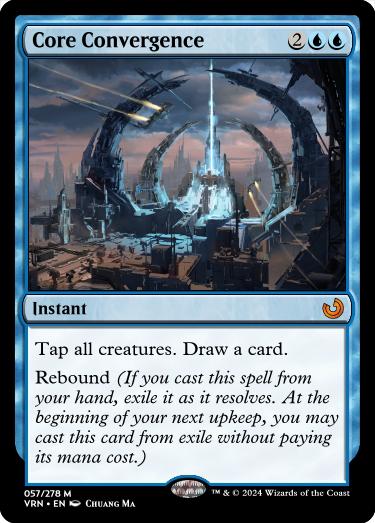 Core Convergence 2
Instant
Tap all creatures. Draw a card.
Rebound (If you cast this spell from
your hand, exile it as it resolves. At the
beginning of your next upkeep, you may
cast this card from exile without paying
its mana cost.)
057/278 M
VRN • EN Chuang Ma
™ & © 2024 Wizards of the Coast